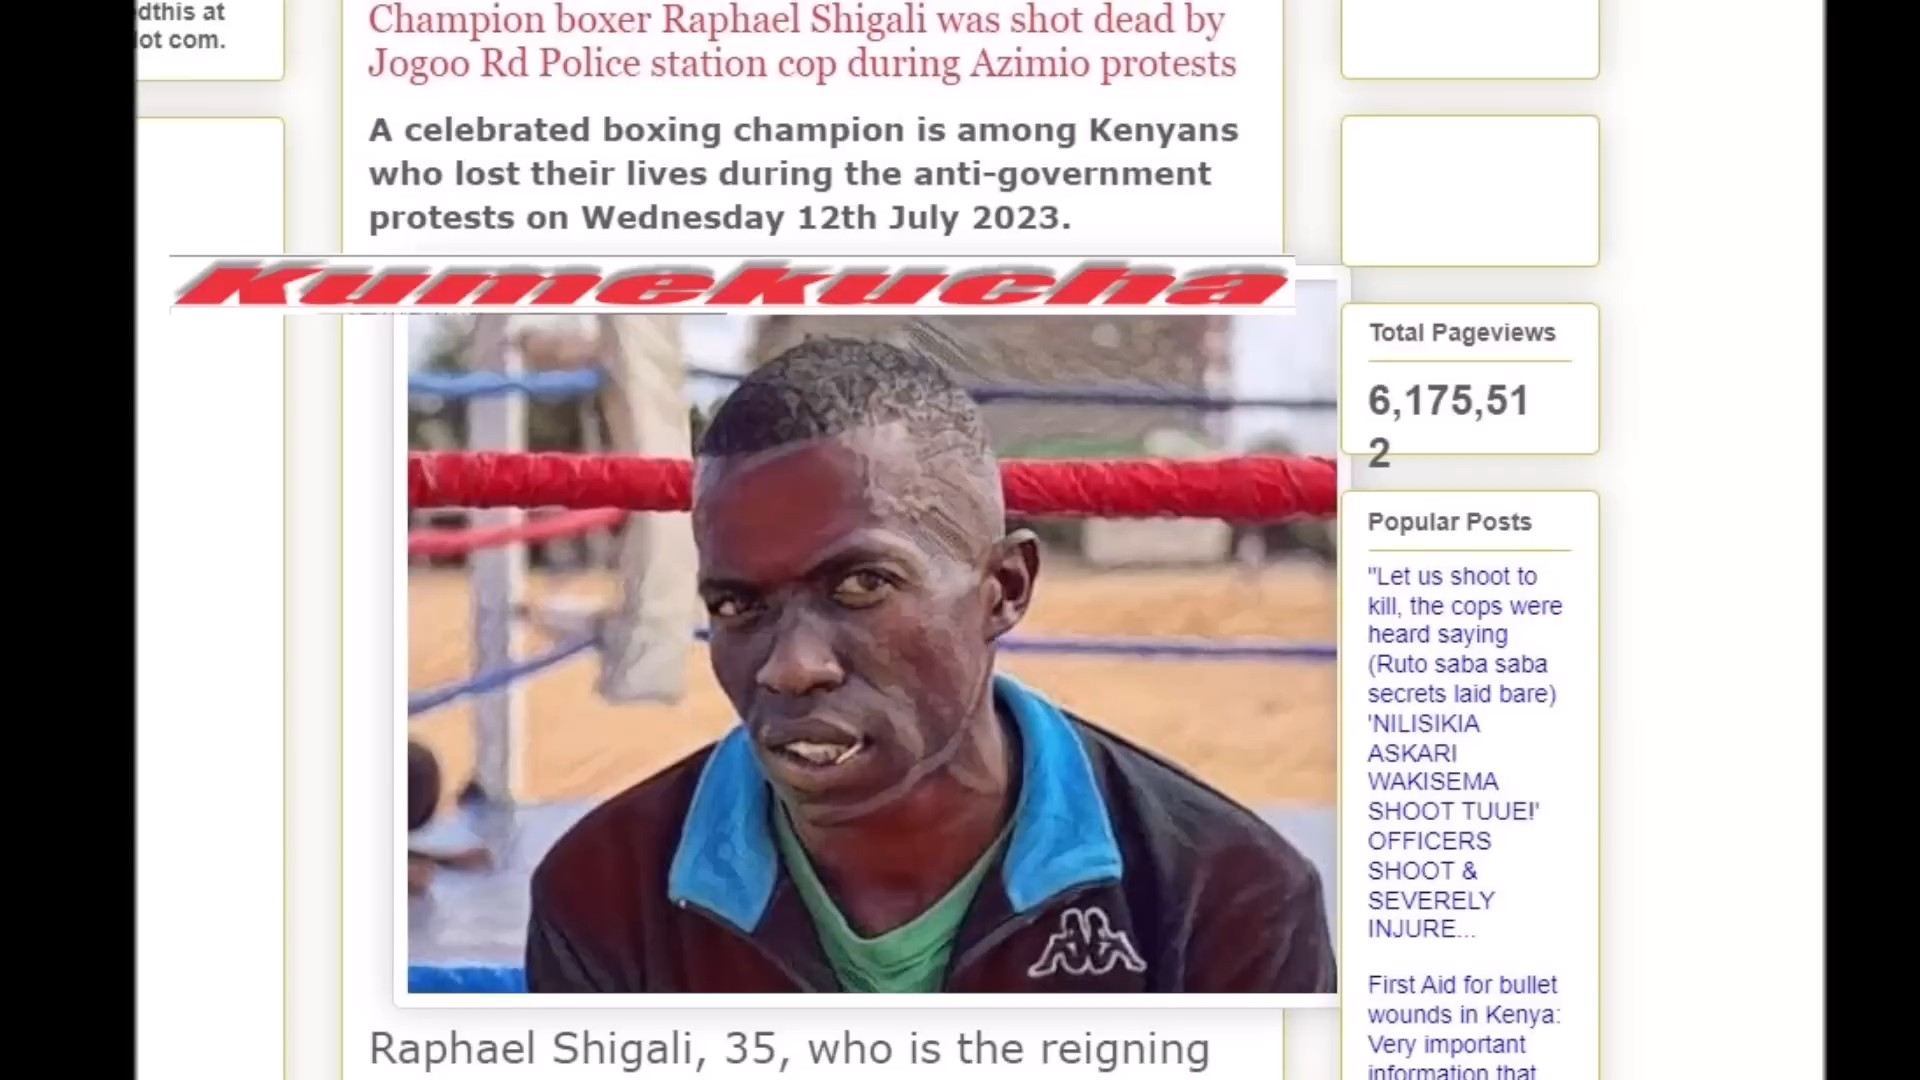 dthis at
ot com.
Champion boxer Raphael Shigali was shot dead by
Jogoo Rd Police station cop during Azimio protests
A celebrated boxing champion is among Kenyans
who lost their lives during the anti-government
protests on Wednesday 12th July 2023.
Kumekucha
Raphael Shigali, 35, who is the reigning
Total Pageviews
6,175,51
2
Popular Posts
"Let us shoot to
kill, the cops were
heard saying
(Ruto saba saba
secrets laid bare)
'NILISIKIA
ASKARI
WAKISEMA
SHOOT TUUE!'
OFFICERS
SHOOT &
SEVERELY
INJURE...
First Aid for bullet
wounds in Kenya:
Very important
information that